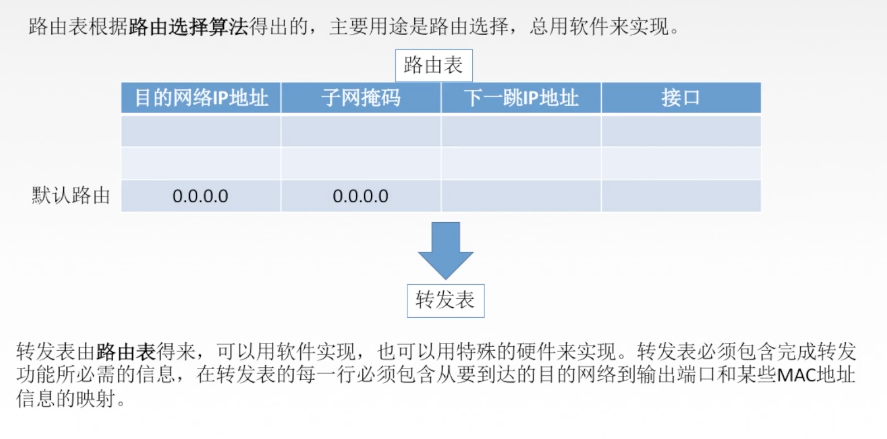 路由表根据路由选择算法得出的，主要用途是路由选择，总用软件来实现。
路由表
目的网络IP地址 子网掩码 下一跳IP地址 接口
默认路由 0.0.0.0 0.0.0.0
转发表
转发表由路由表得来，可以用软件实现，也可以用特殊的硬件来实现。转发表必须包含完成转发
功能所必需的信息，在转发表的每一行必须包含从要到达的目的网络到输出端口和某些MAC地址
信息的映射。